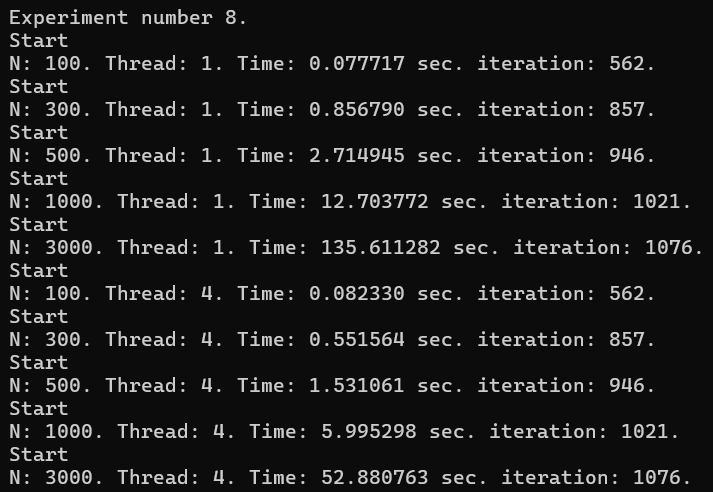 Experiment number 8.
Start
N: 100. Thread: 1. Time: 0.077717 sec. iteration: 562.
Start
N: 300. Thread: 1. Time: 0.856790 sec. iteration: 857.
Start
N: 500. Thread: 1. Time: 2.714945 sec. iteration: 946.
Start
N: 1000. Thread: 1. Time: 12.703772 sec. iteration: 1021.
Start
N: 3000. Thread: 1. Time: 135.611282 sec. iteration: 1076.
Start
N: 100. Thread: 4. Time: 0.082330 sec. iteration: 562.
Start
N: 300. Thread: 4. Time: 0.551564 sec. iteration: 857.
Start
N: 500. Thread: 4. Time: 1.531061 sec. iteration: 946.
Start
N: 1000. Thread: 4. Time: 5.995298 sec. iteration: 1021.
Start
N: 3000. Thread: 4. Time: 52.880763 sec. iteration: 1076.